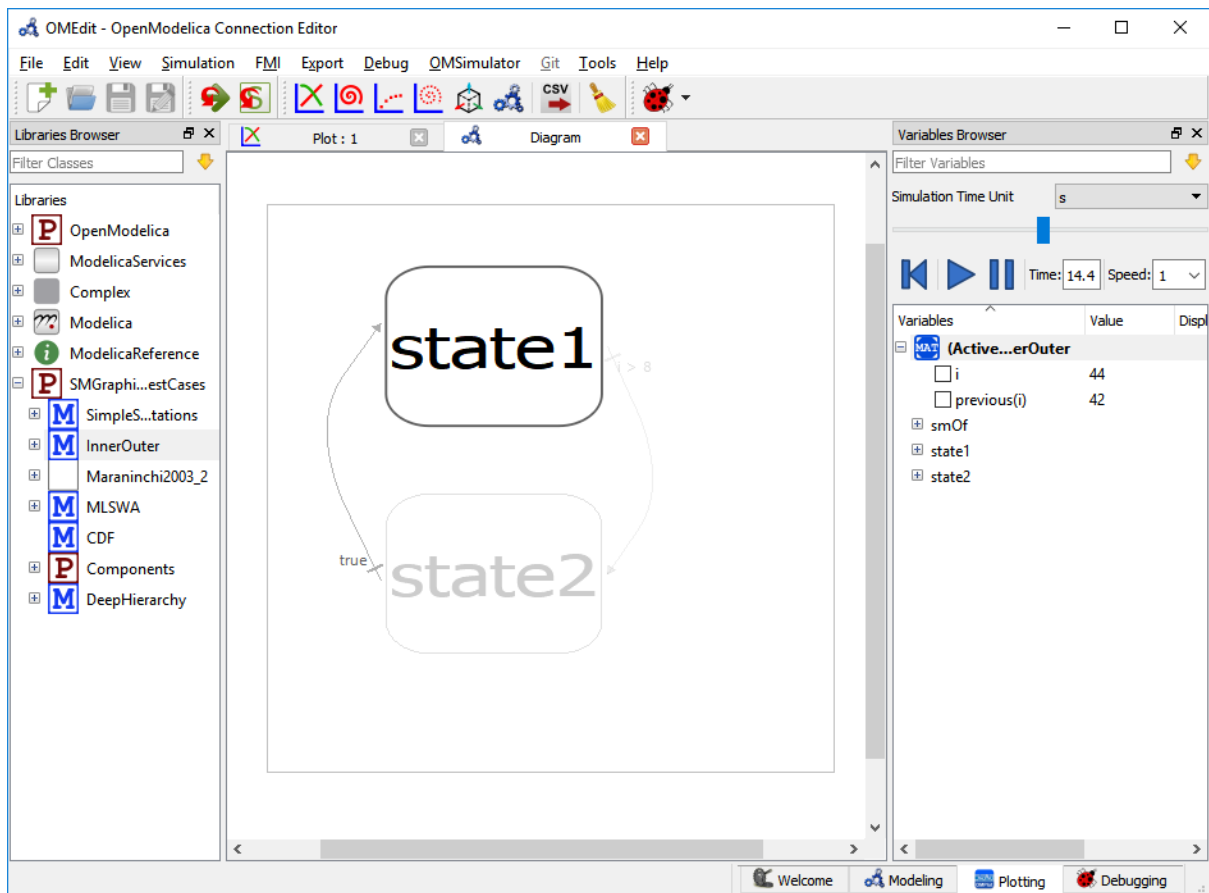 OMEdit - OpenModelica Connection Editor
File Edit View Simulation FMI Export Debug OMSimulator Git Tools Help
CSV
Libraries Browser
Filter Classes
Libraries
P OpenModelica
ModelicaServices
Complex
Modelica
i ModelicaReference
P SMGraphi...estCases
M SimpleS...tations
M InnerOuter
Maraninchi2003_2
M MLSWA
M CDF
P Components
M DeepHierarchy
Plot : 1
Diagram
state1
i > 8
true
state2
Variables Browser
Filter Variables
Simulation Time Unit s
Time: 14.4 Speed: 1
Variables Value Displ
MAT (Active...erOuter
i 44
previous(i) 42
smOf
state1
state2
Welcome Modeling Plotting Debugging